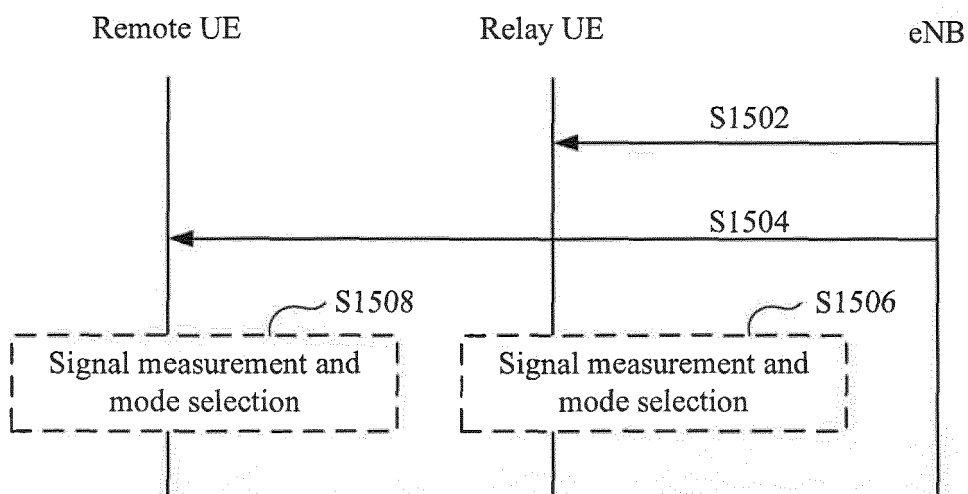 Remote UE
Relay UE
eNB
S1502
S1504
S1508
S1506
Signal measurement and
mode selection
Signal measurement and
mode selection